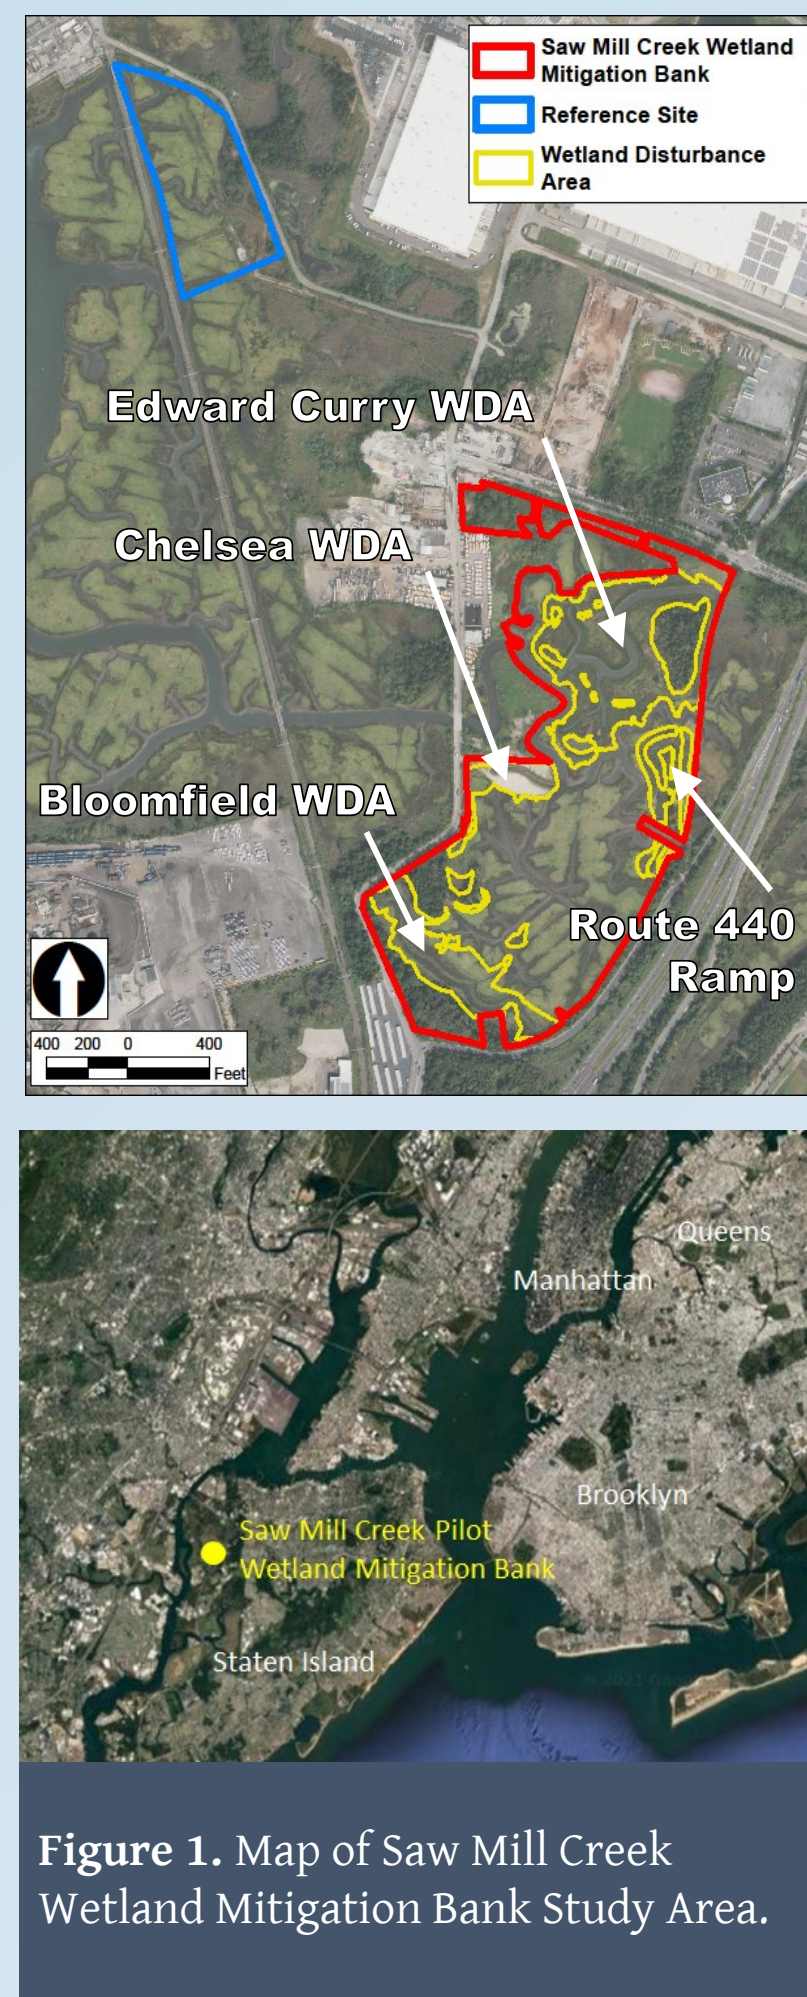 Saw Mill Creek Wetland
Mitigation Bank
Reference Site
Wetland Disturbance
Area
Edward Curry WDA
Chelsea WDA
Bloomfield WDA
Route 440
Ramp
400 200 0 400
Feet
Queens
Manhattan
Brooklyn
Saw Mill Creek Pilot
Wetland Mitigation Bank
Staten Island
Figure 1. Map of Saw Mill Creek
Wetland Mitigation Bank Study Area.